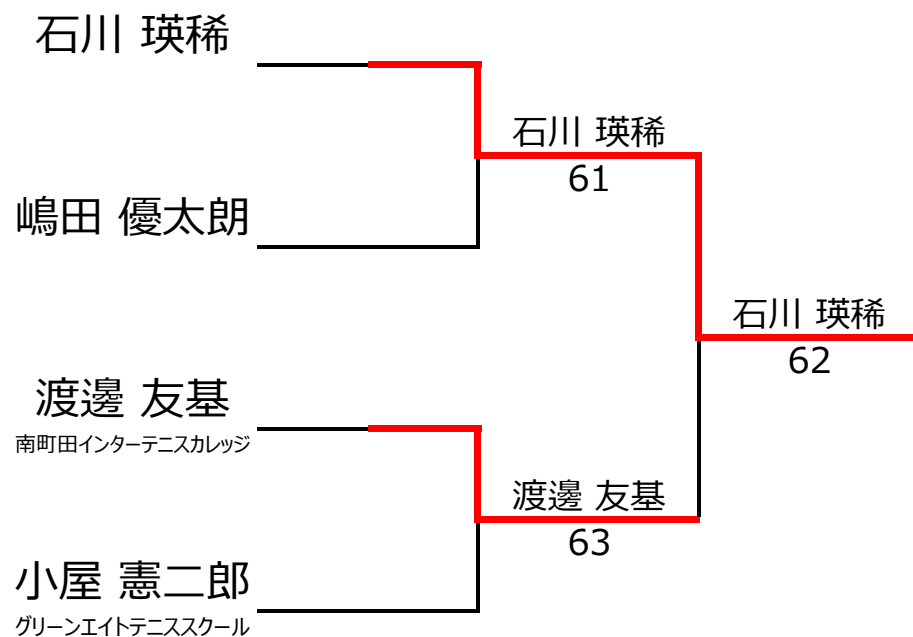 石川 瑛稀
石川 瑛稀
61
嶋田 優太朗
石川 瑛稀
62
渡邊 友基
南町田インターテニスカレッジ
渡邊 友基
63
小屋 憲二郎
グリーンエイトテニススクール